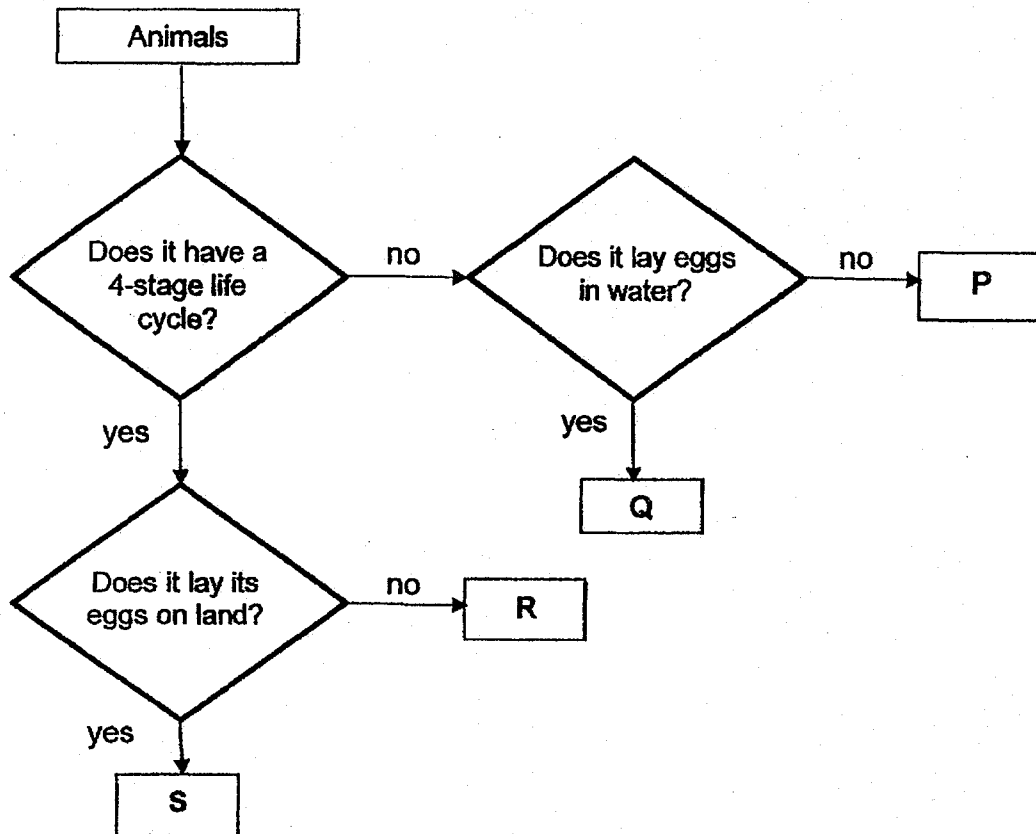 Animals
Does it have a
4-stage life
cycle?
no
Does it lay eggs
in water?
no
P
yes
yes
Q
Does it lay its
eggs on land?
no
R
yes
S